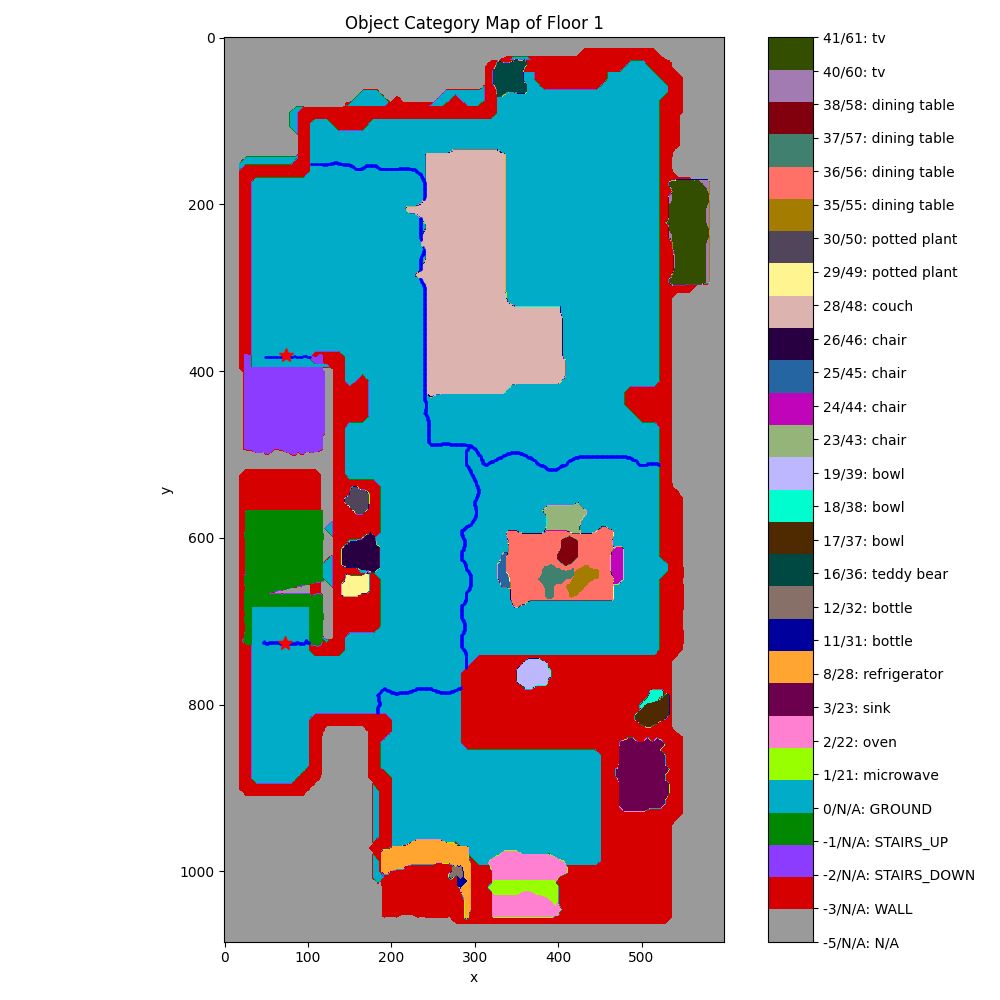 Object Category Map of Floor 1
0
200
400
600
800
1000
y
0
100
200
300
400
500
x
41/61: tv
40/60: tv
38/58: dining table
37/57: dining table
36/56: dining table
35/55: dining table
30/50: potted plant
29/49: potted plant
28/48: couch
26/46: chair
25/45: chair
24/44: chair
23/43: chair
19/39: bowl
18/38: bowl
17/37: bowl
16/36: teddy bear
12/32: bottle
11/31: bottle
8/28: refrigerator
3/23: sink
2/22: oven
1/21: microwave
0/N/A: GROUND
-1/N/A: STAIRS_UP
-2/N/A: STAIRS_DOWN
-3/N/A: WALL
-5/N/A: N/A